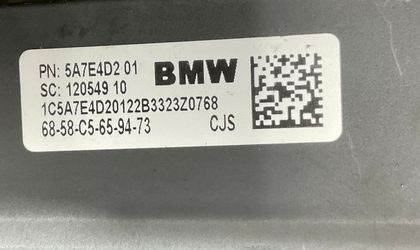 PN: 5A7E4D2 01 BMW
SC: 120549 10
1C5A7E4D20122B3323Z0768
68-58-C5-65-94-73 CJS